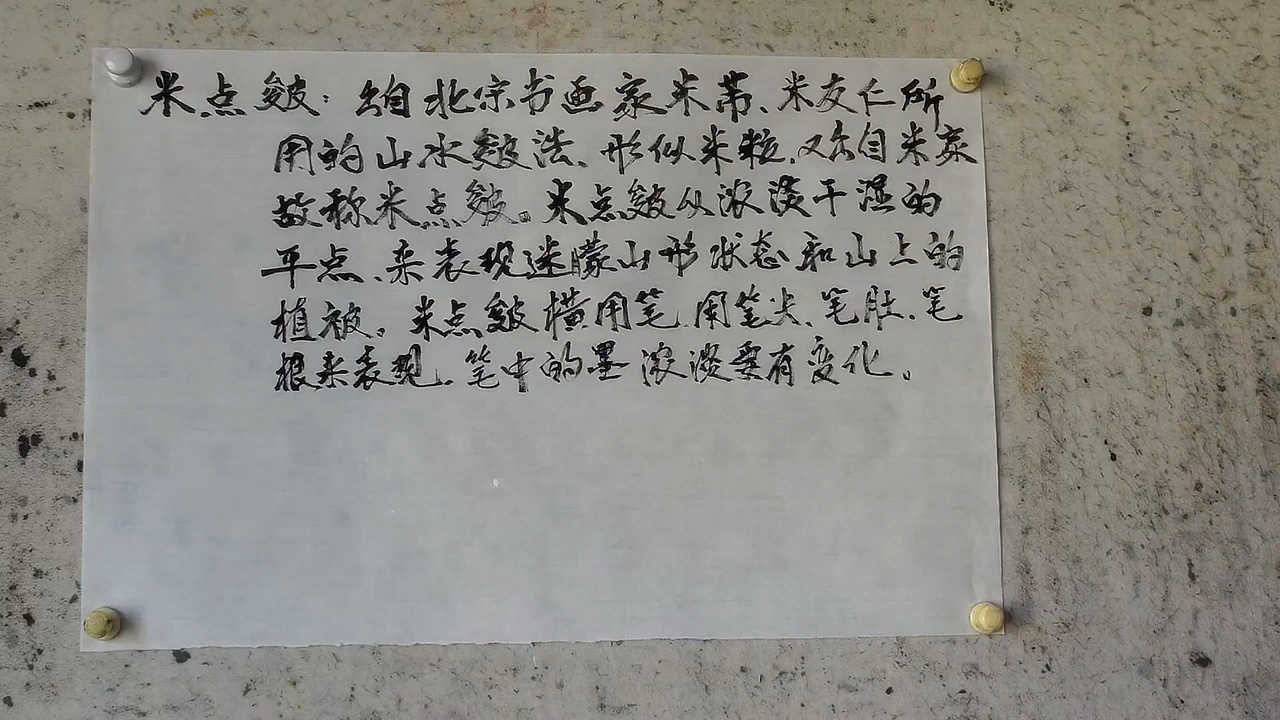 米点皴：出自北宗书画家米芾、米友仁所
用的山水皴法、形似米粒、又出自米家
故称米点皴。米点皴从浓淡干湿的
平点、来表现迷朦山形状态和山上的
植被。米点皴横用笔、用笔尖、笔肚、笔
根来表现、笔中的墨浓淡要有变化。